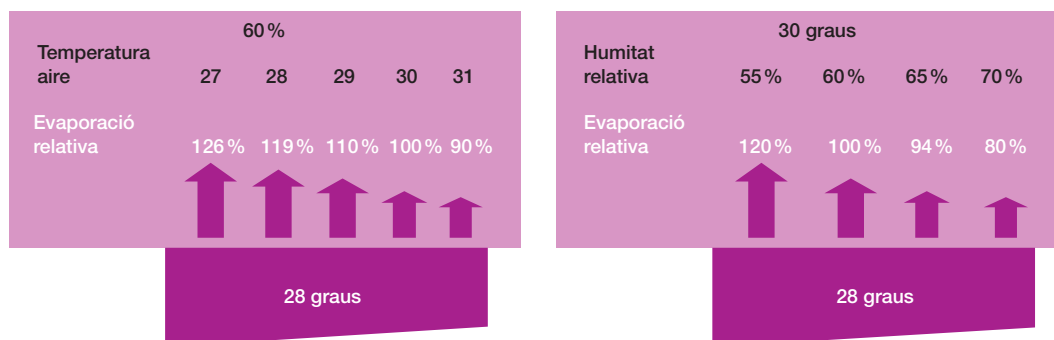 60 %
Temperatura
aire
27 28 29 30 31
Evaporació
relativa
126 % 119 % 110 % 100 % 90 %
28 graus
30 graus
Humitat
relativa
55 % 60 % 65 % 70 %
Evaporació
relativa
120 % 100 % 94 % 80 %
28 graus